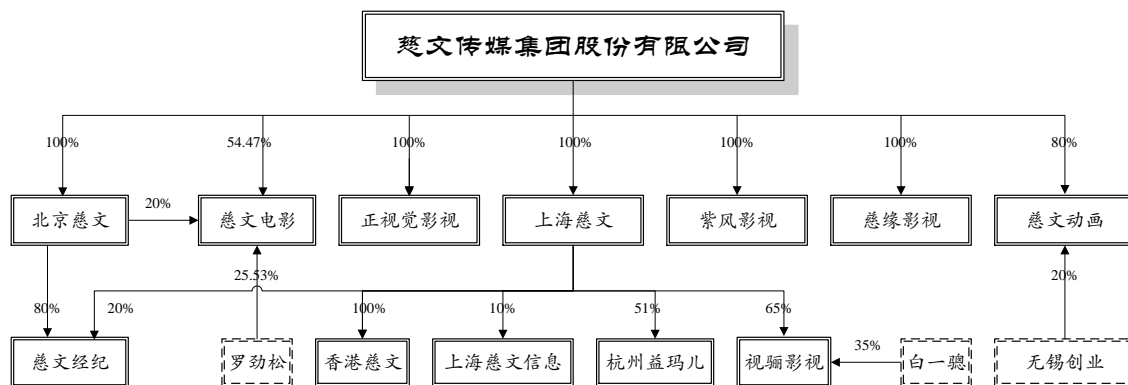 慈文传媒集团股份有限公司
100%
54.47%
100%
100%
100%
100%
80%
北京慈文
20%
慈文电影
正视觉影视
上海慈文
紫风影视
慈缘影视
慈文动画
25.53%
20%
80%
20%
100%
10%
51%
65%
慈文经纪
罗劲松
香港慈文
上海慈文信息
杭州益玛儿
视骊影视
35%
白一骢
无锡创业